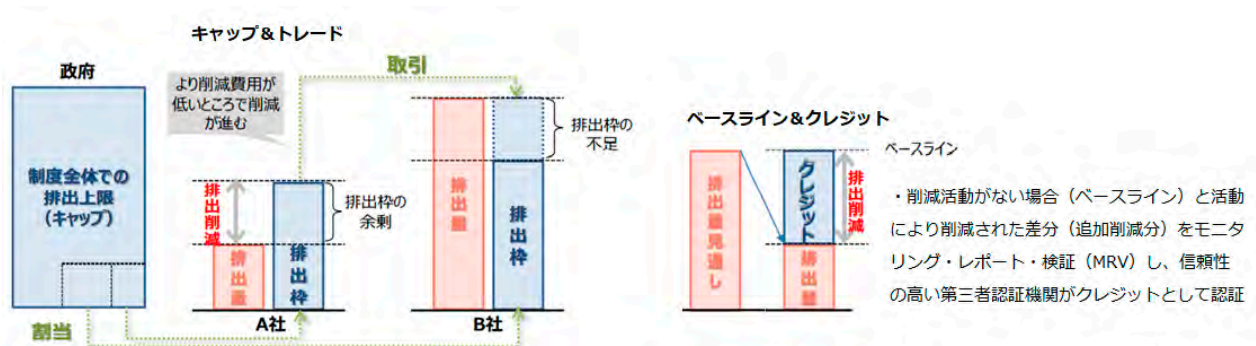 キャップ＆トレード
政府
制度全体での
排出上限
（キャップ）
割当
より削減費用が
低いところで削減
が進む
取引
排出削減
排出量
排出枠
排出枠の
余剰
A社
排出量
排出枠
排出枠の
不足
B社
ベースライン＆クレジット
排出量見通し
ベースライン
クレジット
排出量
排出削減
・削減活動がない場合（ベースライン）と活動
により削減された差分（追加削減分）をモニタ
リング・レポート・検証（MRV）し、信頼性
の高い第三者認証機関がクレジットとして認証